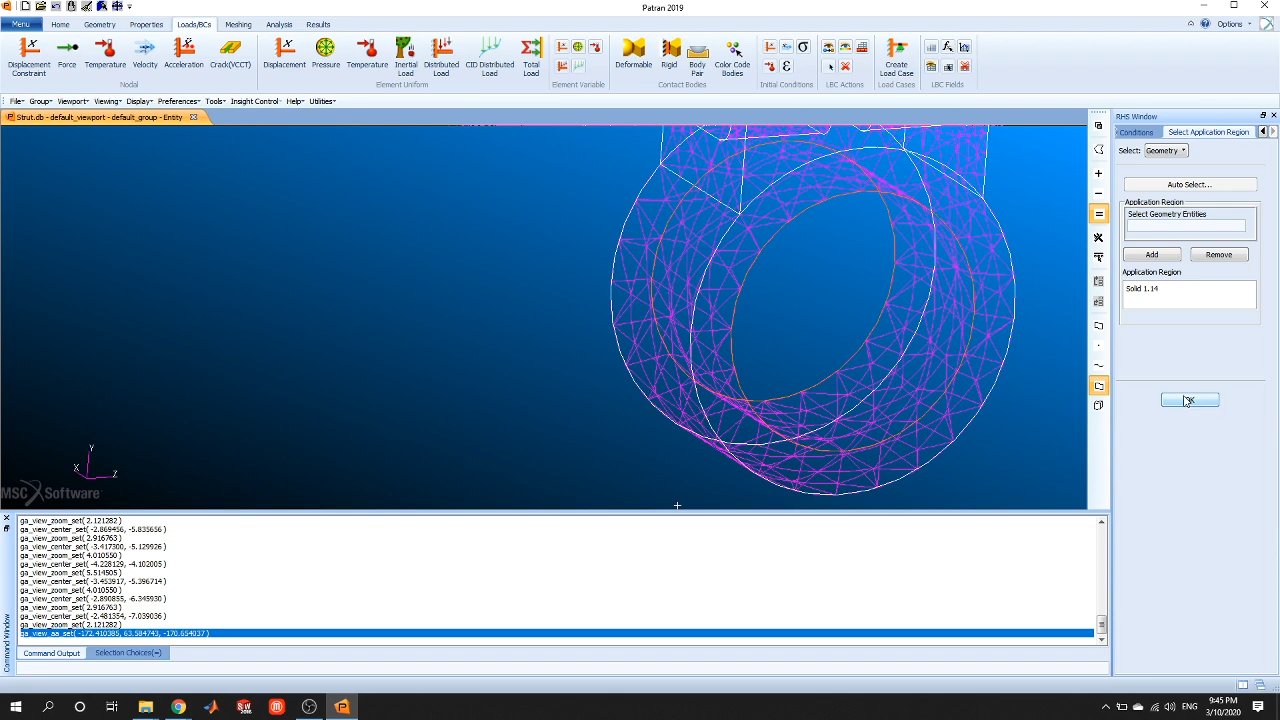 Patran 2019
Menu Home Geometry Properties Loads/BCs Meshing Analysis Results Options
Displacement Constraint Force Temperature Velocity Acceleration Crack(VCCT) Displacement Pressure Temperature Inertial Load Distributed Load CID Distributed Load Total Load Deformable Rigid Body Pair Color Code Bodies Create Load Case
Nodal Element Uniform Element Variable Contact Bodies Initial Conditions LBC Actions Load Cases LBC Fields
File Group Viewport Viewing Display Preferences Tools Insight Control Help Utilities
Strut.db - default_viewport - default_group - Entity
RHS Window
Conditions Select Application Region
Select: Geometry
Auto Select...
Application Region
Select Geometry Entities
Add Remove
Application Region
Solid 1.14
Y
X Z
MSC Software
ga_view_zoom_set( 2.121282 )
ga_view_center_set( -2.869456, -5.835656 )
ga_view_zoom_set( 2.916763 )
ga_view_center_set( -3.417300, -5.129926 )
ga_view_zoom_set( 4.010550 )
ga_view_center_set( -4.228129, -4.102005 )
ga_view_zoom_set( 5.514505 )
ga_view_center_set( -3.453917, -5.396714 )
ga_view_zoom_set( 4.010550 )
ga_view_center_set( -2.890855, -6.345930 )
ga_view_zoom_set( 2.916763 )
ga_view_center_set( -2.481354, -7.039036 )
ga_view_zoom_set( 2.121282 )
ga_view_aa_set( -172.410385, 63.584743, -170.654037 )
Command Window
Command Output Selection Choices(--)
ENG
9:45 PM
3/10/2020